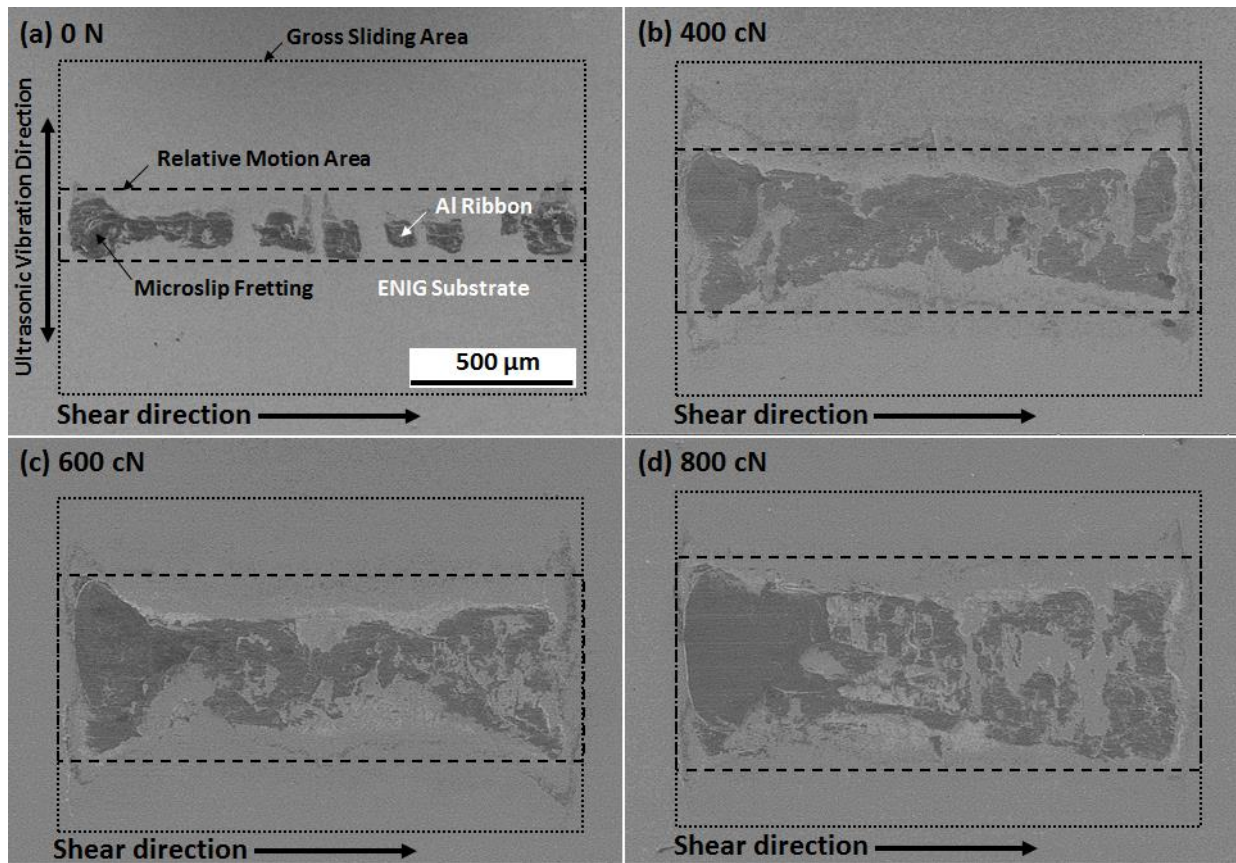 (a) 0 N
Gross Sliding Area
Ultrasonic Vibration Direction
Relative Motion Area
Al Ribbon
Microslip Fretting
ENIG Substrate
500 µm
Shear direction
(b) 400 cN
Shear direction
(c) 600 cN
Shear direction
(d) 800 cN
Shear direction